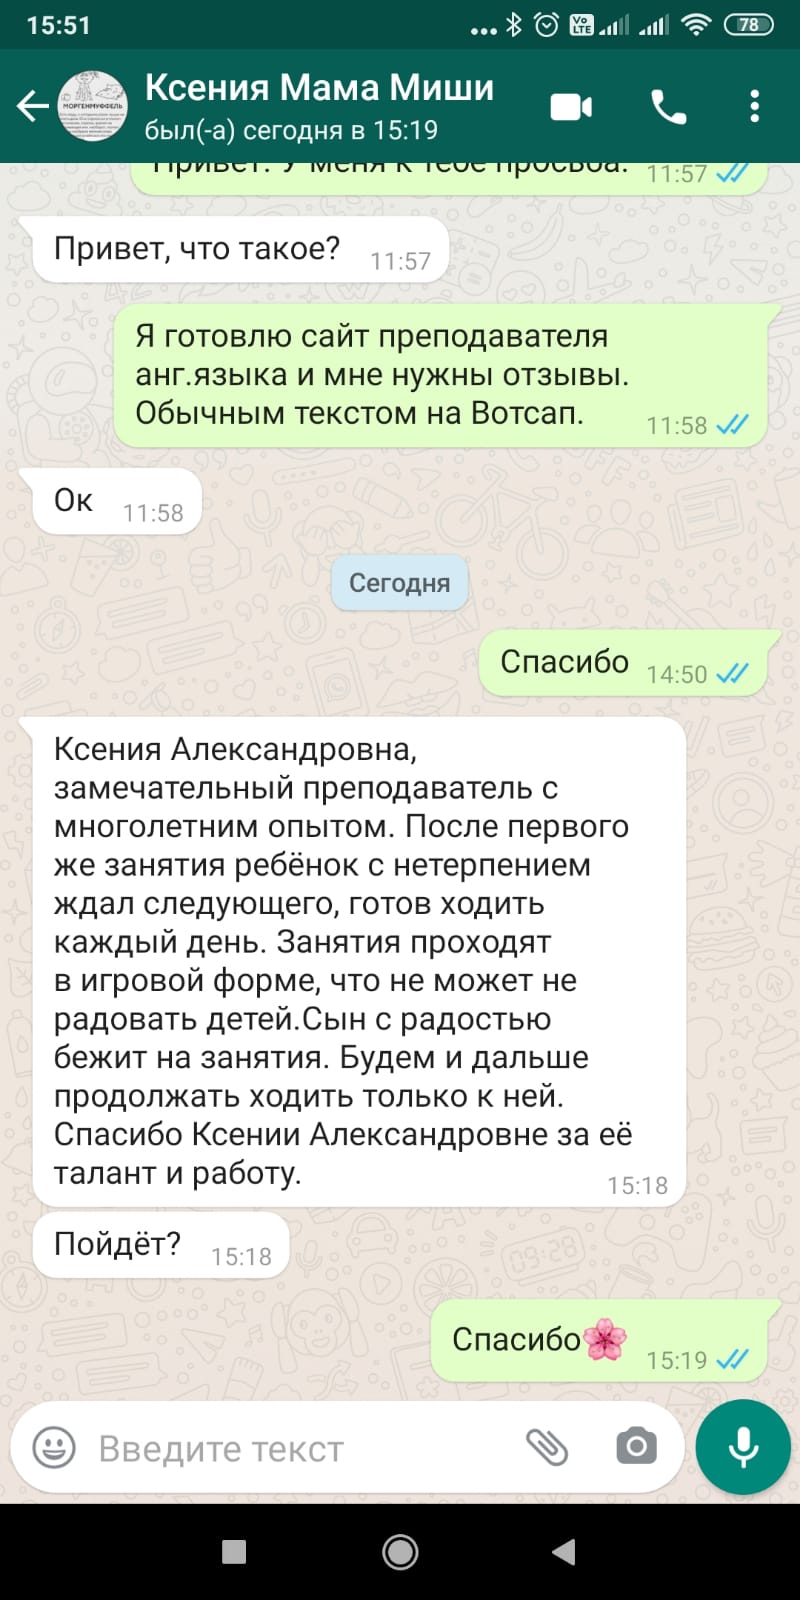 15:51
VoLTE
78
МОРГЕНМУФФЕЛЬ
Ксения Мама Миши
был(-а) сегодня в 15:19
Привет! У меня к тебе просьба. 11:57
Привет, что такое? 11:57
Я готовлю сайт преподавателя
анг.языка и мне нужны отзывы.
Обычным текстом на Вотсап. 11:58
Ок 11:58
Сегодня
Спасибо 14:50
Ксения Александровна,
замечательный преподаватель с
многолетним опытом. После первого
же занятия ребёнок с нетерпением
ждал следующего, готов ходить
каждый день. Занятия проходят
в игровой форме, что не может не
радовать детей.Сын с радостью
бежит на занятия. Будем и дальше
продолжать ходить только к ней.
Спасибо Ксении Александровне за её
талант и работу. 15:18
Пойдёт? 15:18
Спасибо🌸 15:19
Введите текст